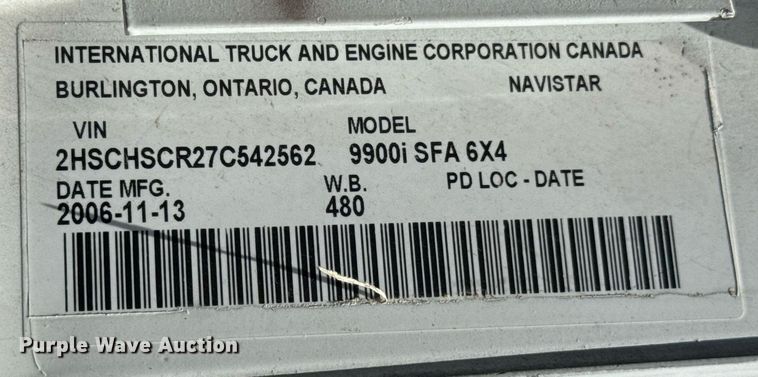 INTERNATIONAL TRUCK AND ENGINE CORPORATION CANADA
BURLINGTON, ONTARIO, CANADA NAVISTAR
VIN MODEL
2HSCHSCR27C542562 9900i SFA 6X4
DATE MFG. W.B. PD LOC - DATE
2006-11-13 480
Purple Wave Auction